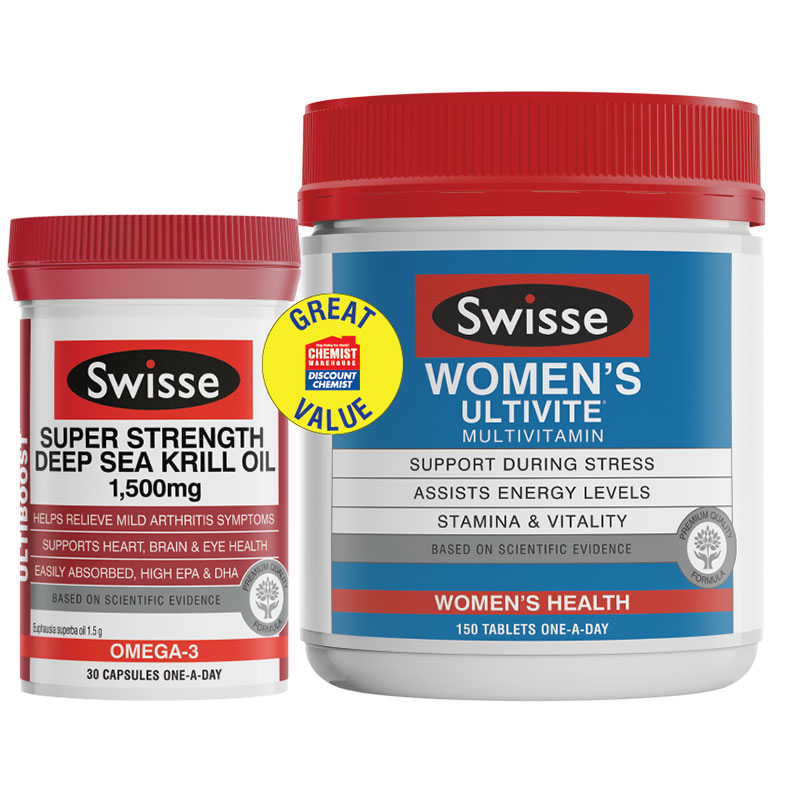 Swisse
ULTIBOOST
SUPER STRENGTH
DEEP SEA KRILL OIL
1,500mg
HELPS RELIEVE MILD ARTHRITIS SYMPTOMS
SUPPORTS HEART, BRAIN & EYE HEALTH
EASILY ABSORBED, HIGH EPA & DHA
BASED ON SCIENTIFIC EVIDENCE
PREMIUM QUALITY
FORMULA
Euphausia superba oil 1.5 g
OMEGA-3
30 CAPSULES ONE-A-DAY
GREAT
CHEMIST
WAREHOUSE
DISCOUNT
CHEMIST
VALUE
Swisse
WOMEN'S
ULTIVITE®
MULTIVITAMIN
SUPPORT DURING STRESS
ASSISTS ENERGY LEVELS
STAMINA & VITALITY
BASED ON SCIENTIFIC EVIDENCE
PREMIUM QUALITY
FORMULA
WOMEN'S HEALTH
150 TABLETS ONE-A-DAY